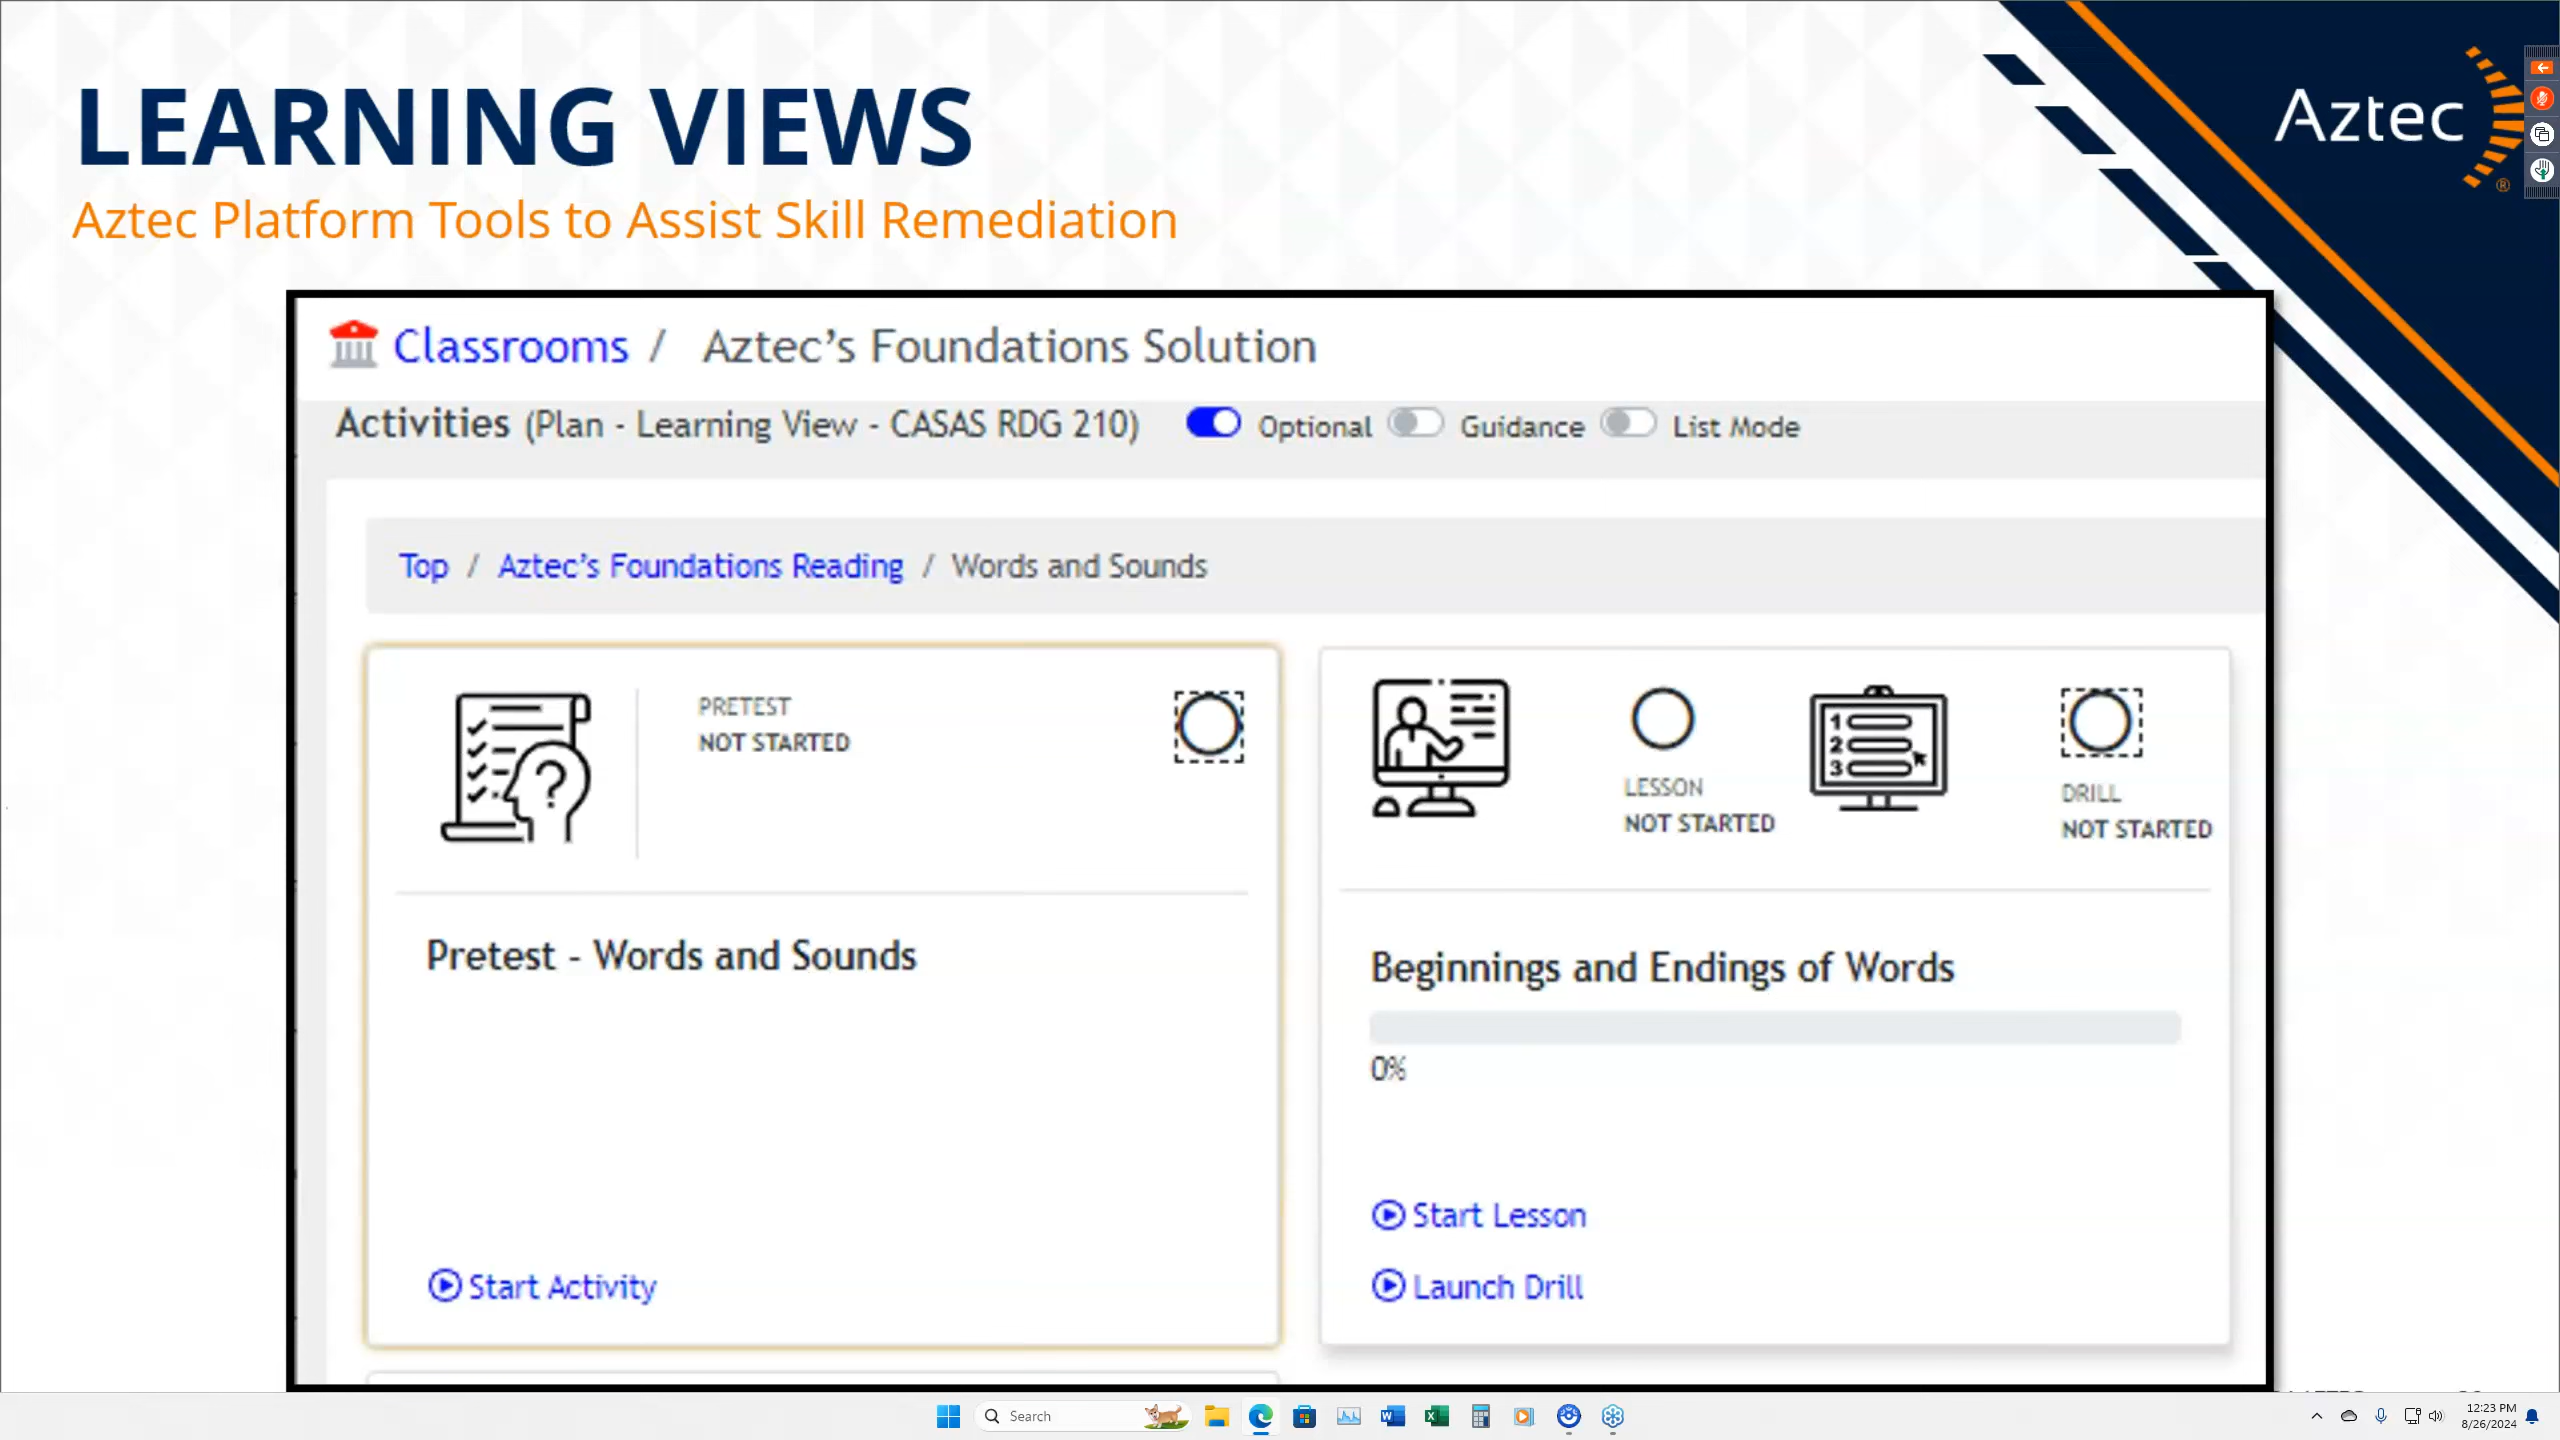 LEARNING VIEWS
Aztec Platform Tools to Assist Skill Remediation
Aztec
®
Classrooms / Aztec’s Foundations Solution
Activities (Plan - Learning View - CASAS RDG 210) Optional Guidance List Mode
Top / Aztec’s Foundations Reading / Words and Sounds
PRETEST
NOT STARTED
Pretest - Words and Sounds
Start Activity
LESSON
NOT STARTED
1
2
3
DRILL
NOT STARTED
Beginnings and Endings of Words
0%
Start Lesson
Launch Drill
Search
12:23 PM
8/26/2024